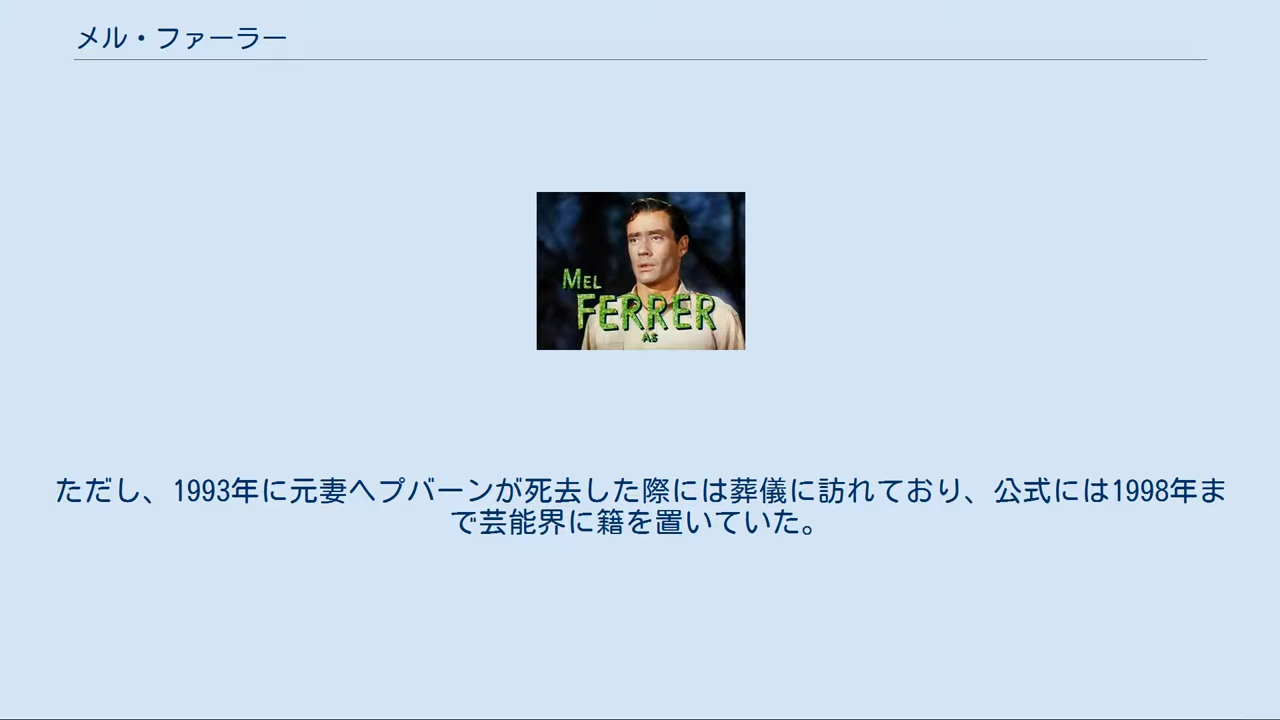 メル・ファーラー
MEL
FERRER
AS
ただし、1993年に元妻ヘプバーンが死去した際には葬儀に訪れており、公式には1998年ま
で芸能界に籍を置いていた。